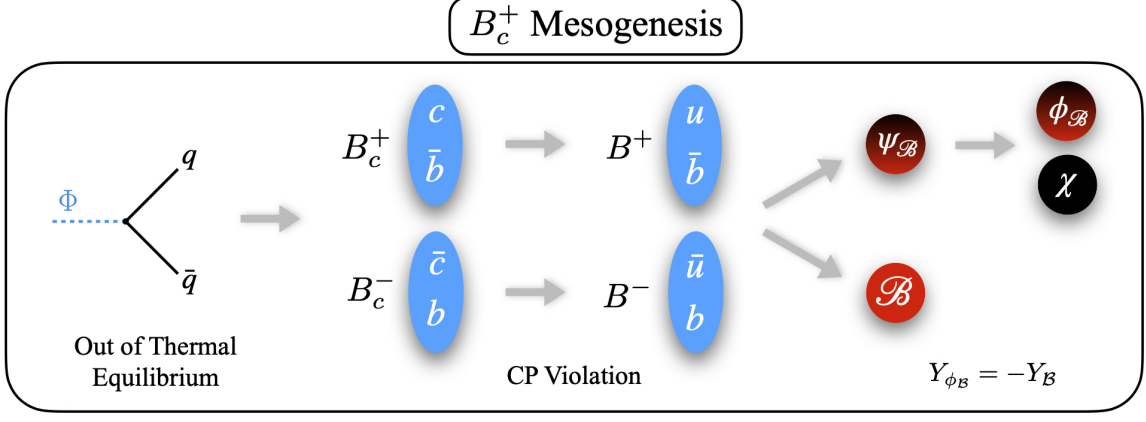 B_c^+ Mesogenesis
Φ
q
q̄
Out of Thermal
Equilibrium
B_c^+
c
b̄
B_c^-
c̄
b
B^+
u
b̄
B^-
ū
b
CP Violation
ψ_ℬ
ℬ
ϕ_ℬ
χ
Y_{ϕ_ℬ} = −Y_ℬ